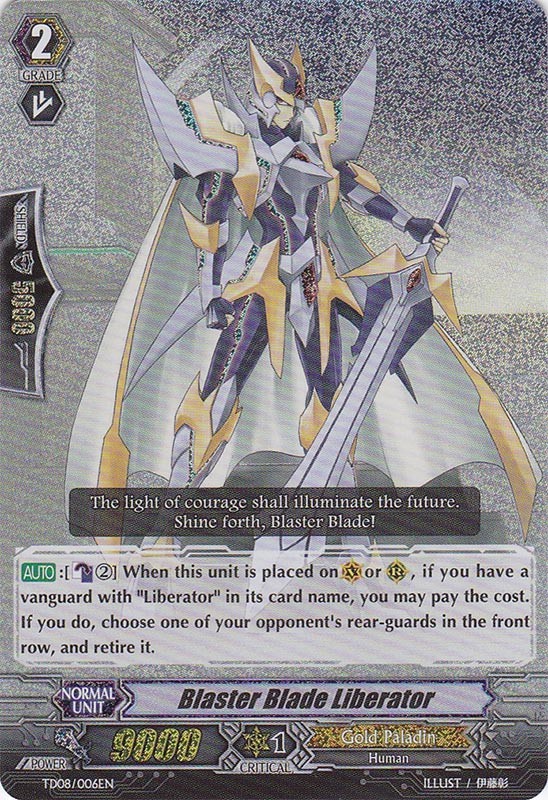 2
GRADE
SHIELD
5000
The light of courage shall illuminate the future.
Shine forth, Blaster Blade!
AUTO :[ ②] When this unit is placed on V or R, if you have a
vanguard with "Liberator" in its card name, you may pay the cost.
If you do, choose one of your opponent's rear-guards in the front
row, and retire it.
NORMAL
UNIT
Blaster Blade Liberator
POWER
9000
1
CRITICAL
Gold Paladin
Human
TD08/006EN
ILLUST / 伊藤彰